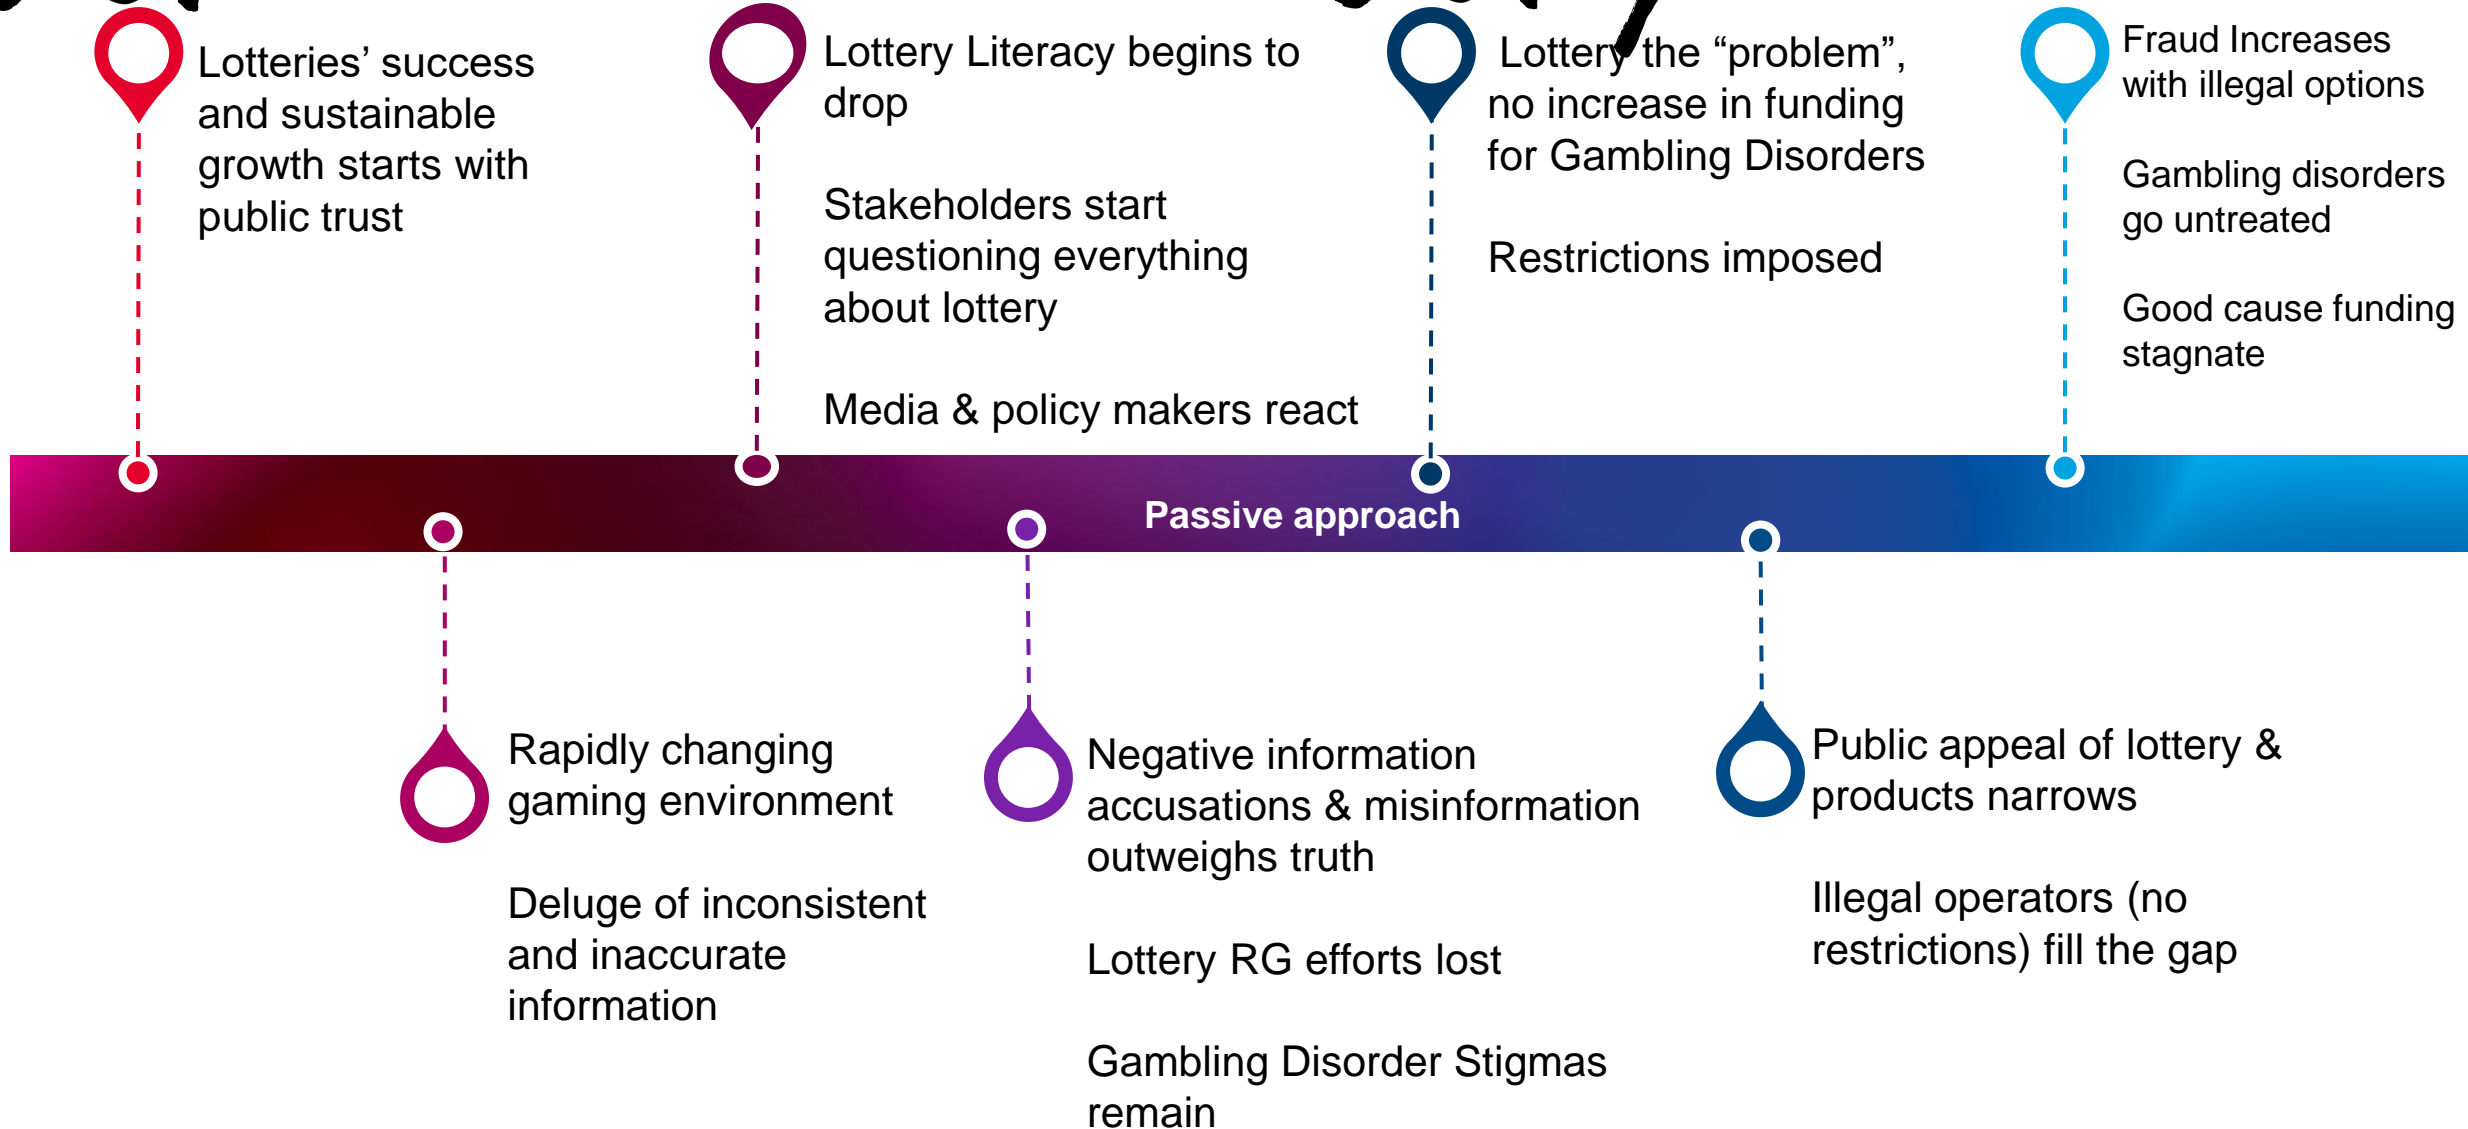 Lotteries’ success
and sustainable
growth starts with
public trust
Rapidly changing
gaming environment
Deluge of inconsistent
and inaccurate
information
Lottery Literacy begins to
drop
Stakeholders start
questioning everything
about lottery
Media & policy makers react
Negative information
accusations & misinformation
outweighs truth
Lottery RG efforts lost
Gambling Disorder Stigmas
remain
Passive approach
Lottery the “problem”,
no increase in funding
for Gambling Disorders
Restrictions imposed
Public appeal of lottery &
products narrows
Illegal operators (no
restrictions) fill the gap
Fraud Increases
with illegal options
Gambling disorders
go untreated
Good cause funding
stagnate